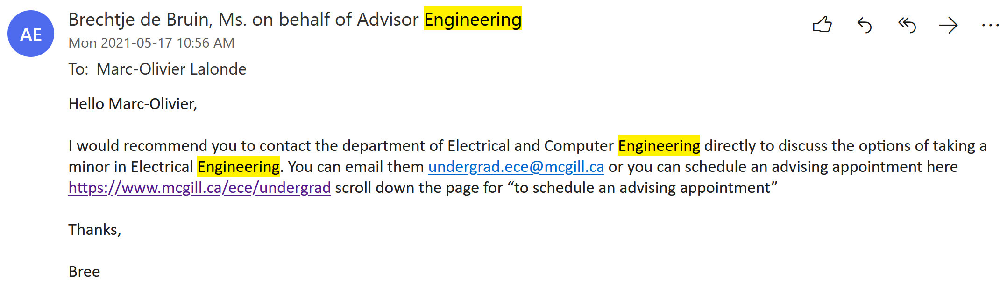 AE
Brechtje de Bruin, Ms. on behalf of Advisor Engineering
Mon 2021-05-17 10:56 AM
To: Marc-Olivier Lalonde
Hello Marc-Olivier,
I would recommend you to contact the department of Electrical and Computer Engineering directly to discuss the options of taking a
minor in Electrical Engineering. You can email them undergrad.ece@mcgill.ca or you can schedule an advising appointment here
https://www.mcgill.ca/ece/undergrad scroll down the page for “to schedule an advising appointment”
Thanks,
Bree